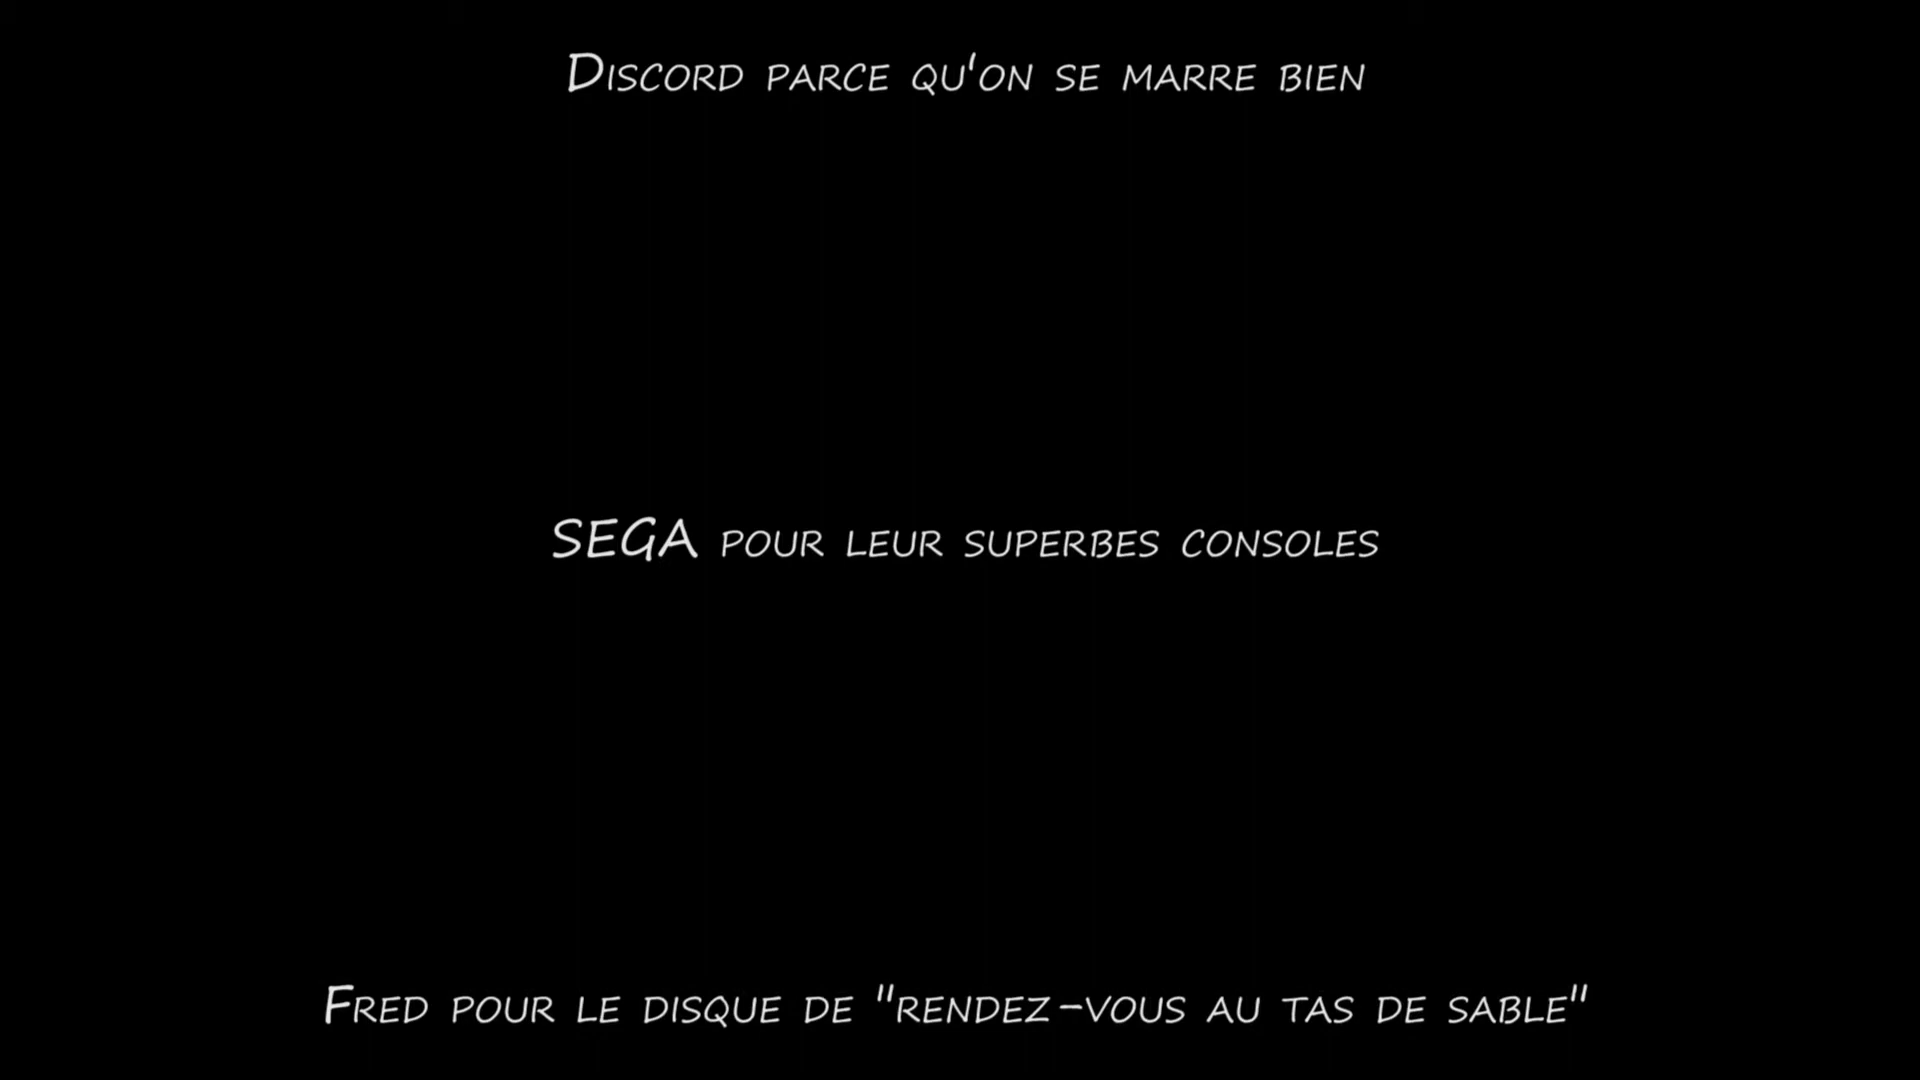 Discord parce qu'on se marre bien
SEGA pour leur superbes consoles
Fred pour le disque de "rendez-vous au tas de sable"